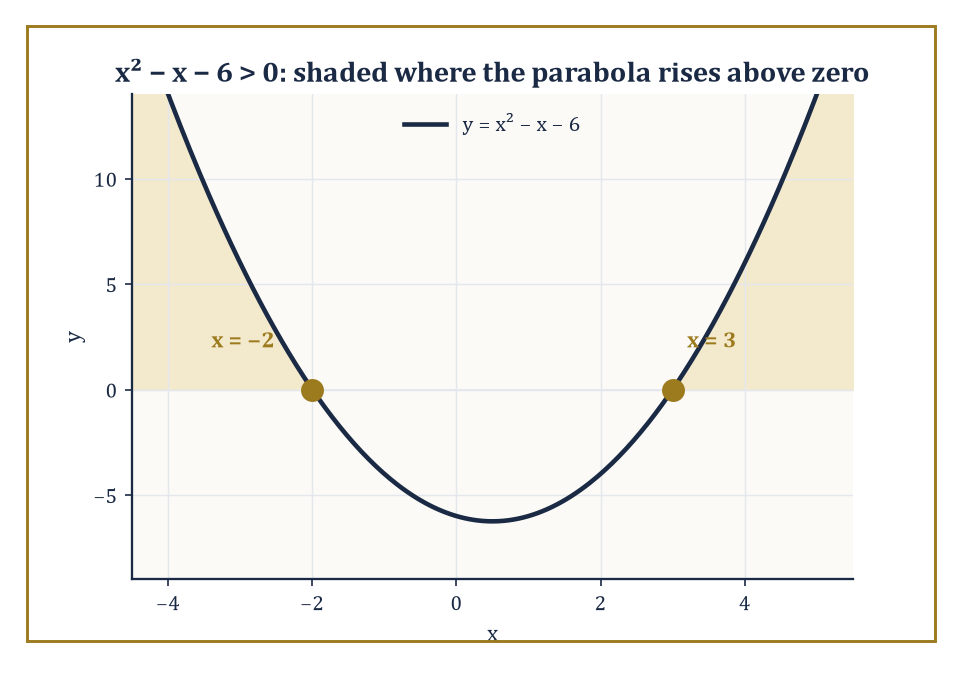 x² − x − 6 > 0: shaded where the parabola rises above zero
y = x² − x − 6
10
5
y
x = −2
x = 3
0
−5
−4
−2
0
2
4
x